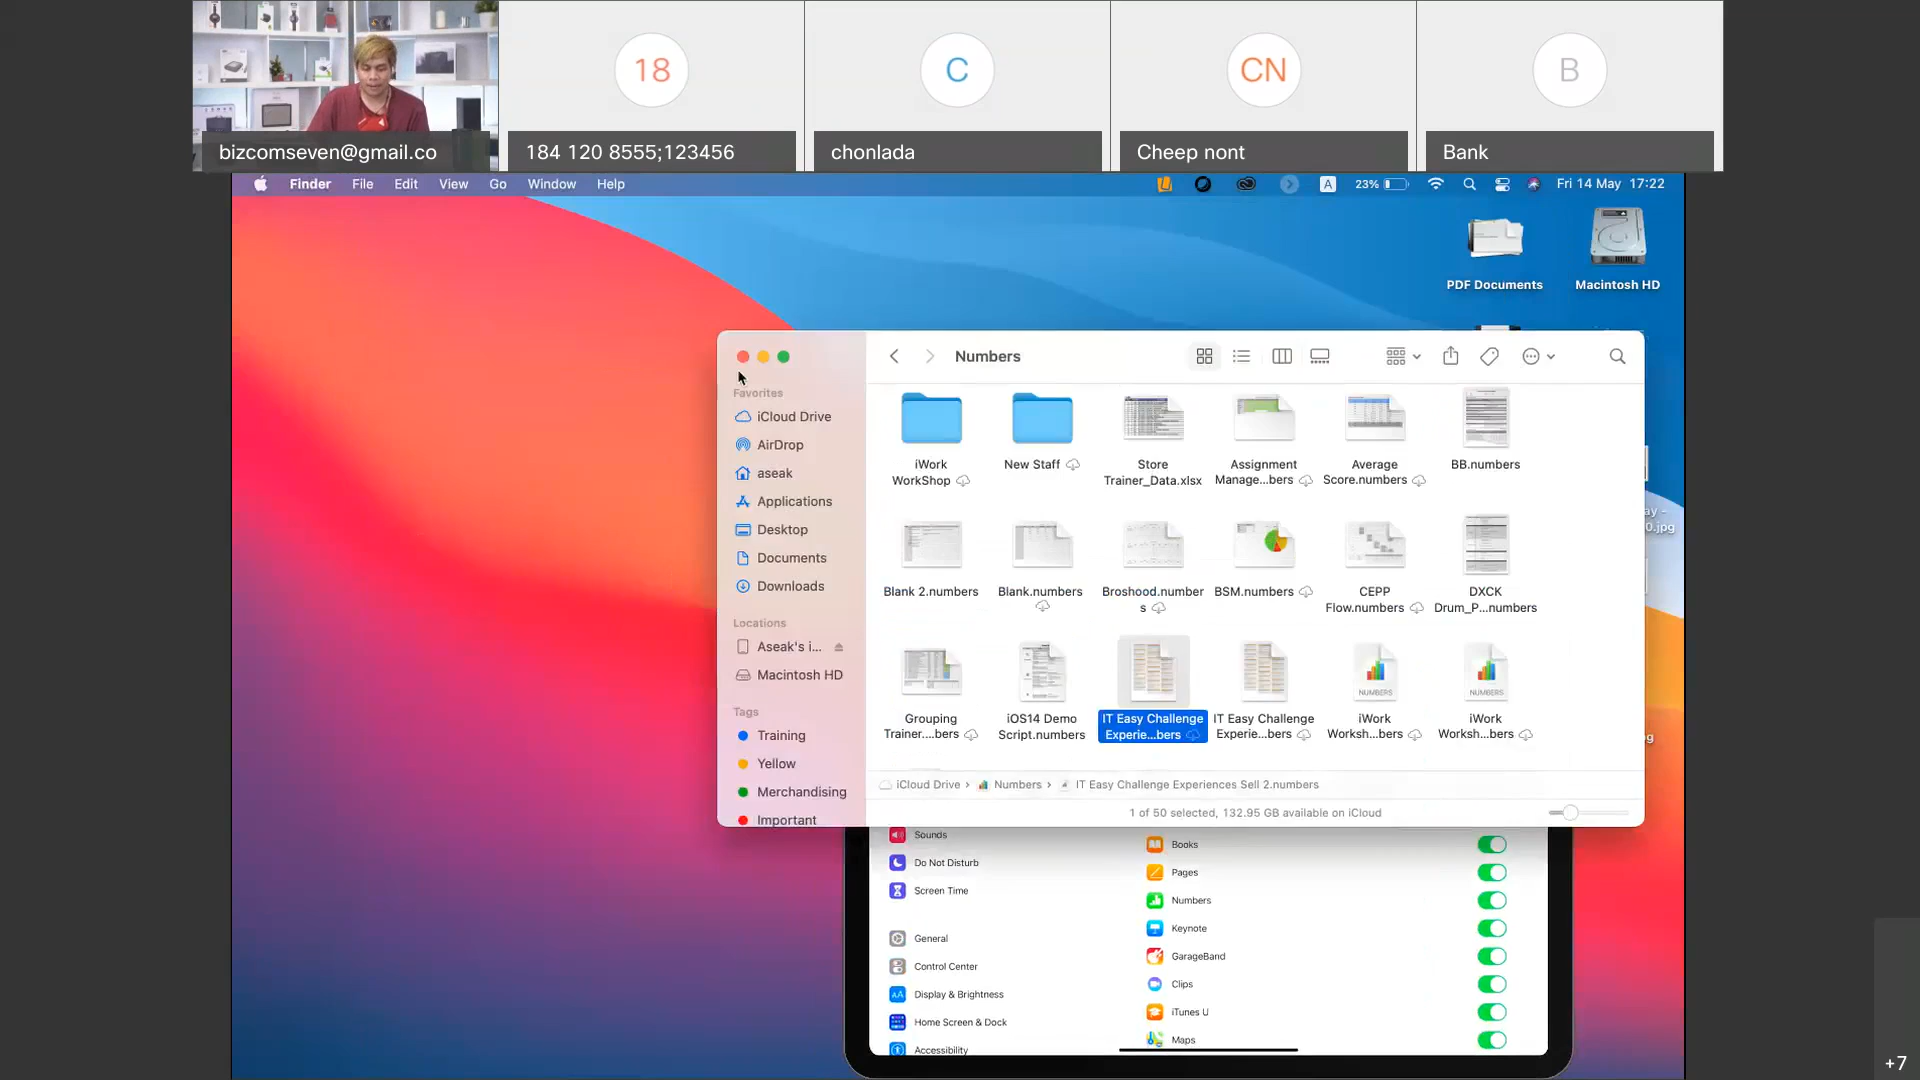 18
C
CN
B
bizcomseven@gmail.co
184 120 8555;123456
chonlada
Cheep nont
Bank
Finder File Edit View Go Window Help
A 23% Fri 14 May 17:22
PDF Documents
Macintosh HD
Numbers
Favorites
iCloud Drive
AirDrop
aseak
Applications
Desktop
Documents
Downloads
Locations
Aseak's i...
Macintosh HD
Tags
Training
Yellow
Merchandising
Important
iWork
WorkShop
New Staff
Store
Trainer_Data.xlsx
Assignment
Manage...bers
Average
Score.numbers
BB.numbers
Blank 2.numbers
Blank.numbers
Broshood.number
s
BSM.numbers
CEPP
Flow.numbers
DXCK
Drum_P...numbers
Grouping
Trainer....bers
iOS14 Demo
Script.numbers
IT Easy Challenge
Experie...bers
IT Easy Challenge
Experie...bers
NUMBERS
iWork
Worksh...bers
NUMBERS
iWork
Worksh...bers
ay -
0.jpg
iCloud Drive › Numbers › IT Easy Challenge Experiences Sell 2.numbers
1 of 50 selected, 132.95 GB available on iCloud
Sounds
Do Not Disturb
Screen Time
General
Control Center
Display & Brightness
Home Screen & Dock
Accessibility
Books
Pages
Numbers
Keynote
GarageBand
Clips
iTunes U
Maps
+7